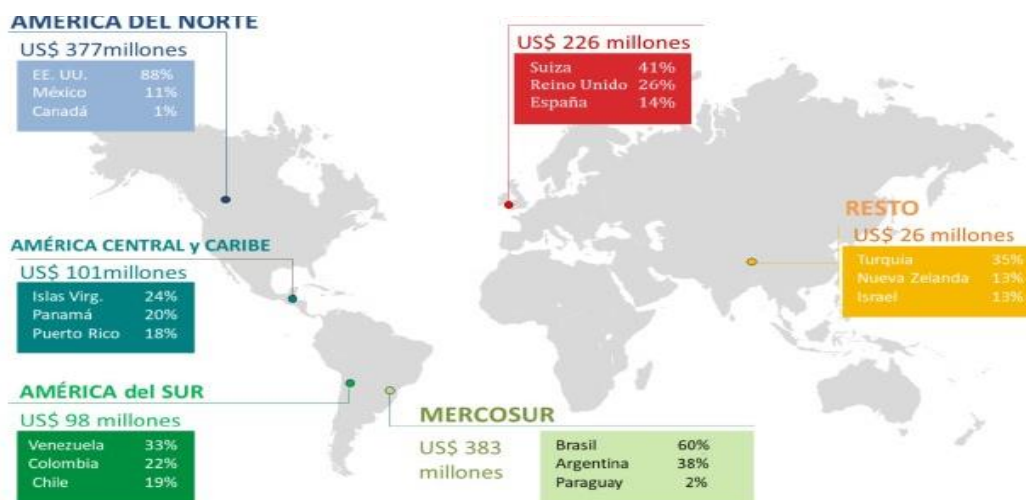 AMÉRICA DEL NORTE
US$ 377millones
EE. UU. 88%
México 11%
Canadá 1%
US$ 226 millones
Suiza 41%
Reino Unido 26%
España 14%
RESTO
US$ 26 millones
Turquía 35%
Nueva Zelanda 13%
Israel 13%
AMÉRICA CENTRAL y CARIBE
US$ 101millones
Islas Virg. 24%
Panamá 20%
Puerto Rico 18%
AMÉRICA del SUR
US$ 98 millones
Venezuela 33%
Colombia 22%
Chile 19%
MERCOSUR
US$ 383
millones
Brasil 60%
Argentina 38%
Paraguay 2%